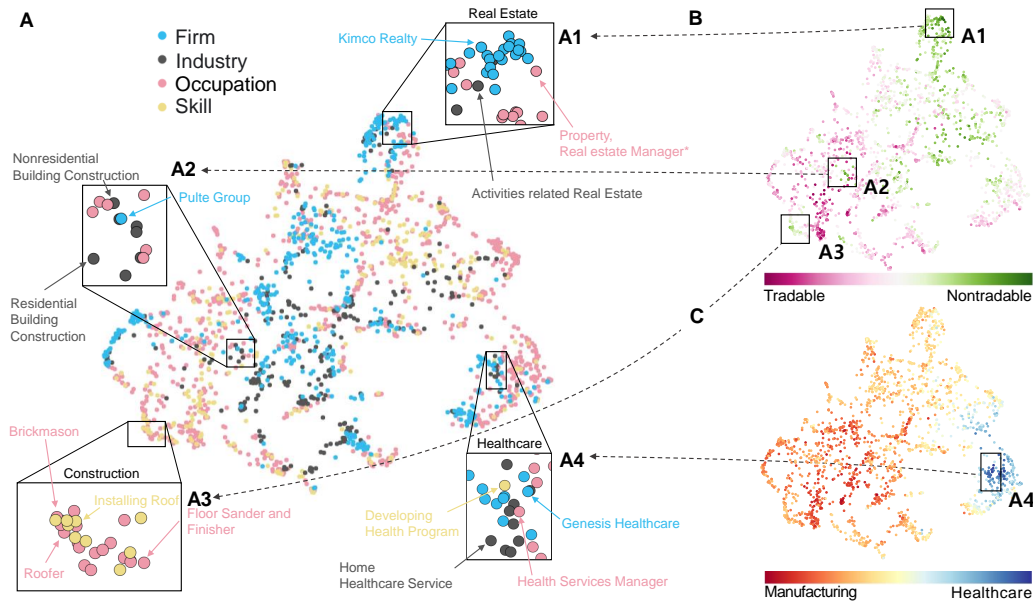 A
Firm
Industry
Occupation
Skill
Real Estate
A1
Kimco Realty
Property,
Real estate Manager*
Activities related Real Estate
Nonresidential
Building Construction
A2
Pulte Group
Residential
Building
Construction
Brickmason
Construction
A3
Installing Roof
Floor Sander and
Finisher
Roofer
Healthcare
A4
Developing
Health Program
Genesis Healthcare
Home
Healthcare Service
Health Services Manager
B
A1
A2
A3
Tradable
Nontradable
C
A4
Manufacturing
Healthcare